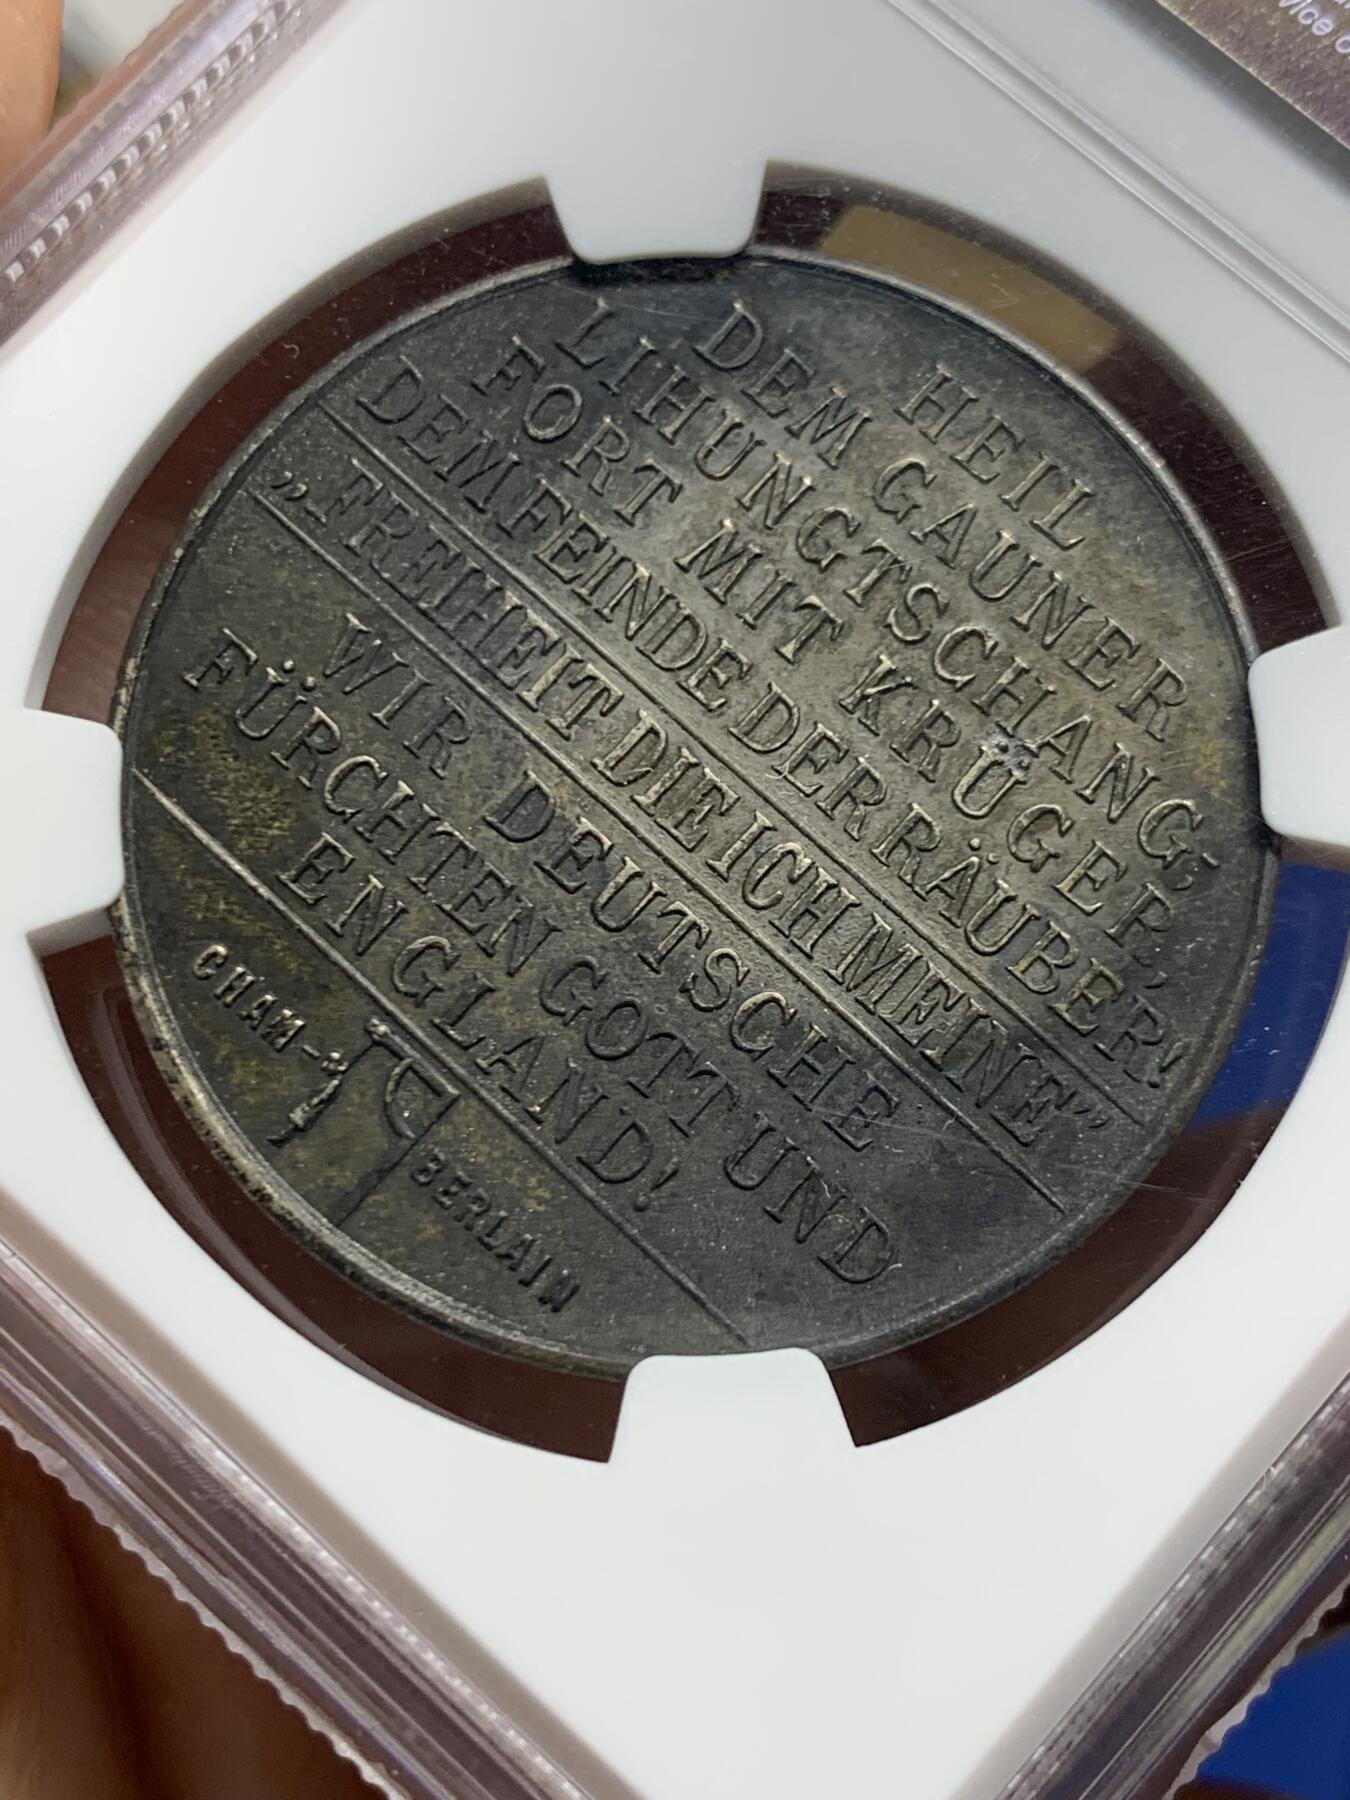 HEIL
DEM GAUNER
LIHUNGTSCHANG,
FORT MIT KRÜGER,
DEM FEINDE DER RÄUBER!
„FREIHEIT DIE ICH MEINE”
WIR DEUTSCHE
FÜRCHTEN GOTT UND
ENGLAND!
CHAM-
BERLAIN
vice o